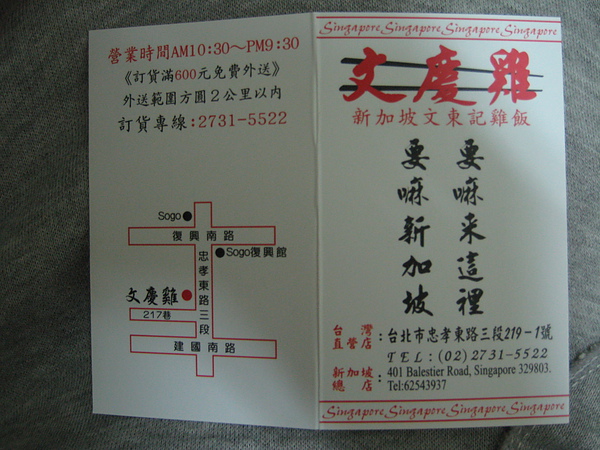 營業時間AM10:30～PM9:30
《訂貨滿600元免費外送》
外送範圍方圓２公里以內
訂貨專線:2731-5522
Sogo
復興南路
Sogo復興館
忠孝東路三段
文慶雞
217巷
建國南路
Singapore Singapore Singapore Singapore
文慶雞
新加坡文東記雞飯
要嘛來這裡
要嘛新加坡
台灣直營店:台北市忠孝東路三段219-1號
TEL:(02)2731-5522
新加坡總店:401 Balestier Road, Singapore 329803.
Tel:62543937
Singapore Singapore Singapore Singapore